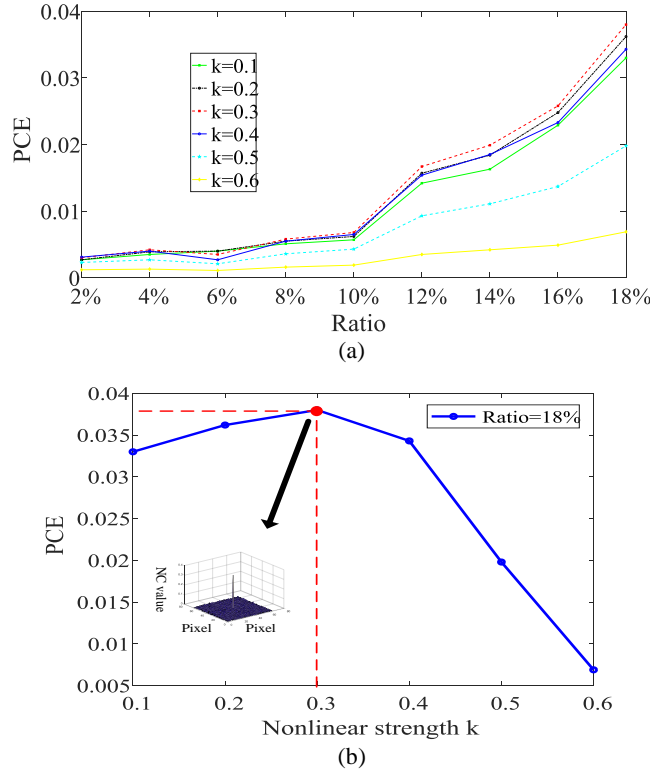 0.04
0.03
0.02
0.01
0
PCE
k=0.1
k=0.2
k=0.3
k=0.4
k=0.5
k=0.6
2% 4% 6% 8% 10% 12% 14% 16% 18%
Ratio
(a)
0.04
0.035
0.03
0.025
0.02
0.015
0.01
0.005
PCE
Ratio=18%
NC value
Pixel Pixel
0.1 0.2 0.3 0.4 0.5 0.6
Nonlinear strength k
(b)